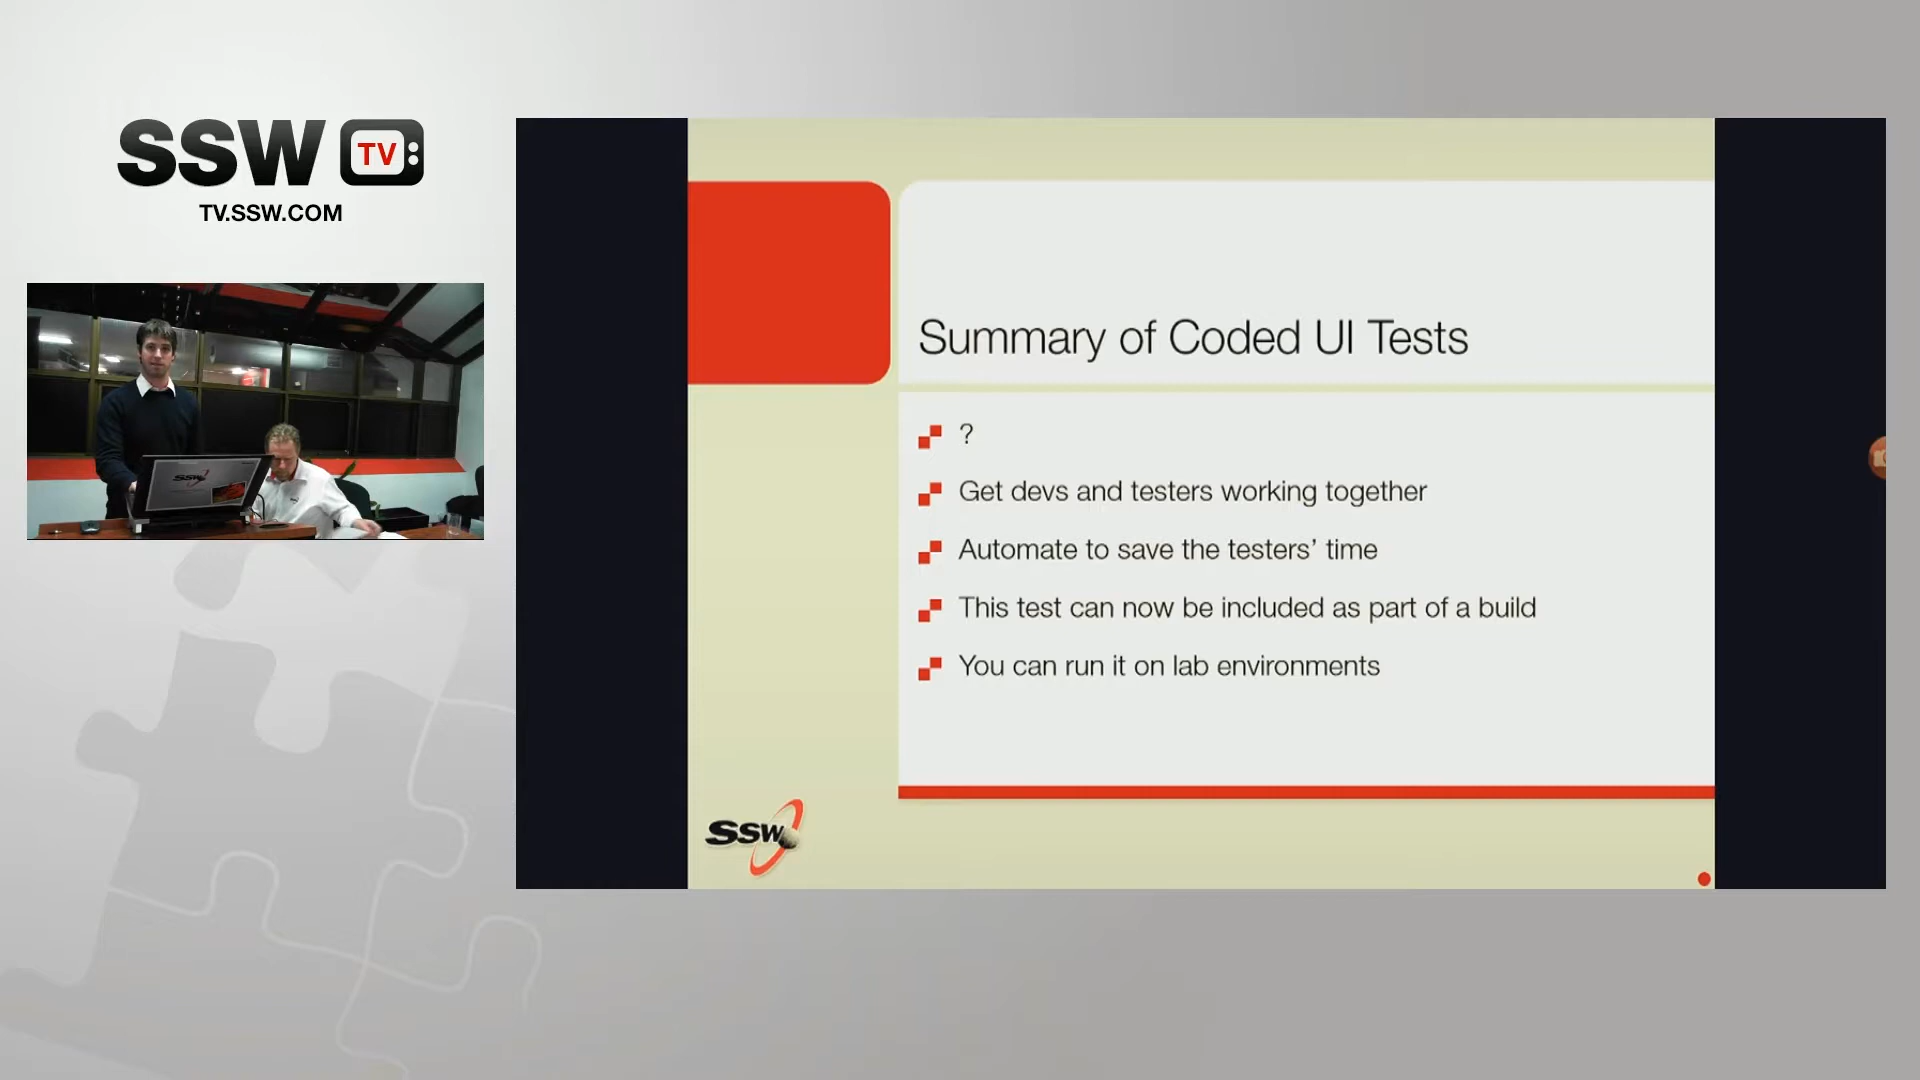 SSW TV
TV.SSW.COM
SSW
Summary of Coded UI Tests
?
Get devs and testers working together
Automate to save the testers’ time
This test can now be included as part of a build
You can run it on lab environments
SSW